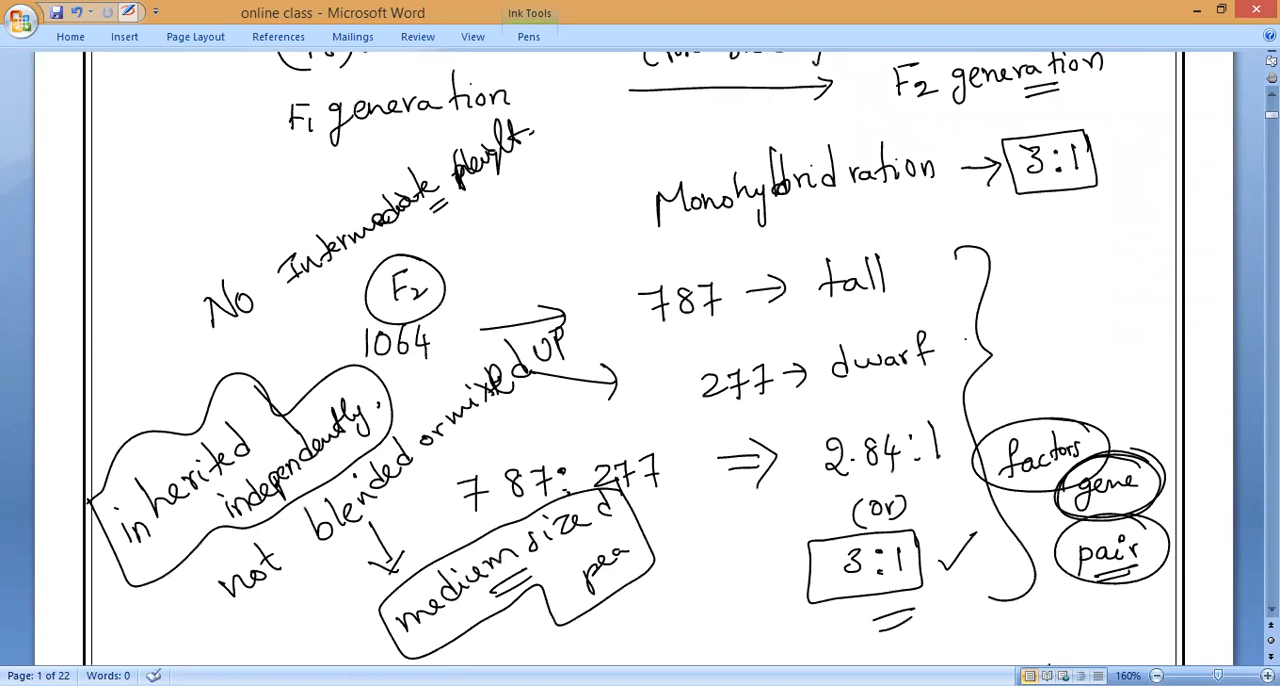 online class - Microsoft Word
Ink Tools
Home Insert Page Layout References Mailings Review View Pens
F1 generation
F2 generation
No Intermediate height.
Monohybrid ration → 3:1
F2
1064
787 → tall
277 → dwarf
787 : 277 ⇒ 2.84:1
(or)
3:1 ✓
factors
gene
pair
inherited
independently.
not blended or mixed up
medium sized
pea
Page: 1 of 22 Words: 0 160%